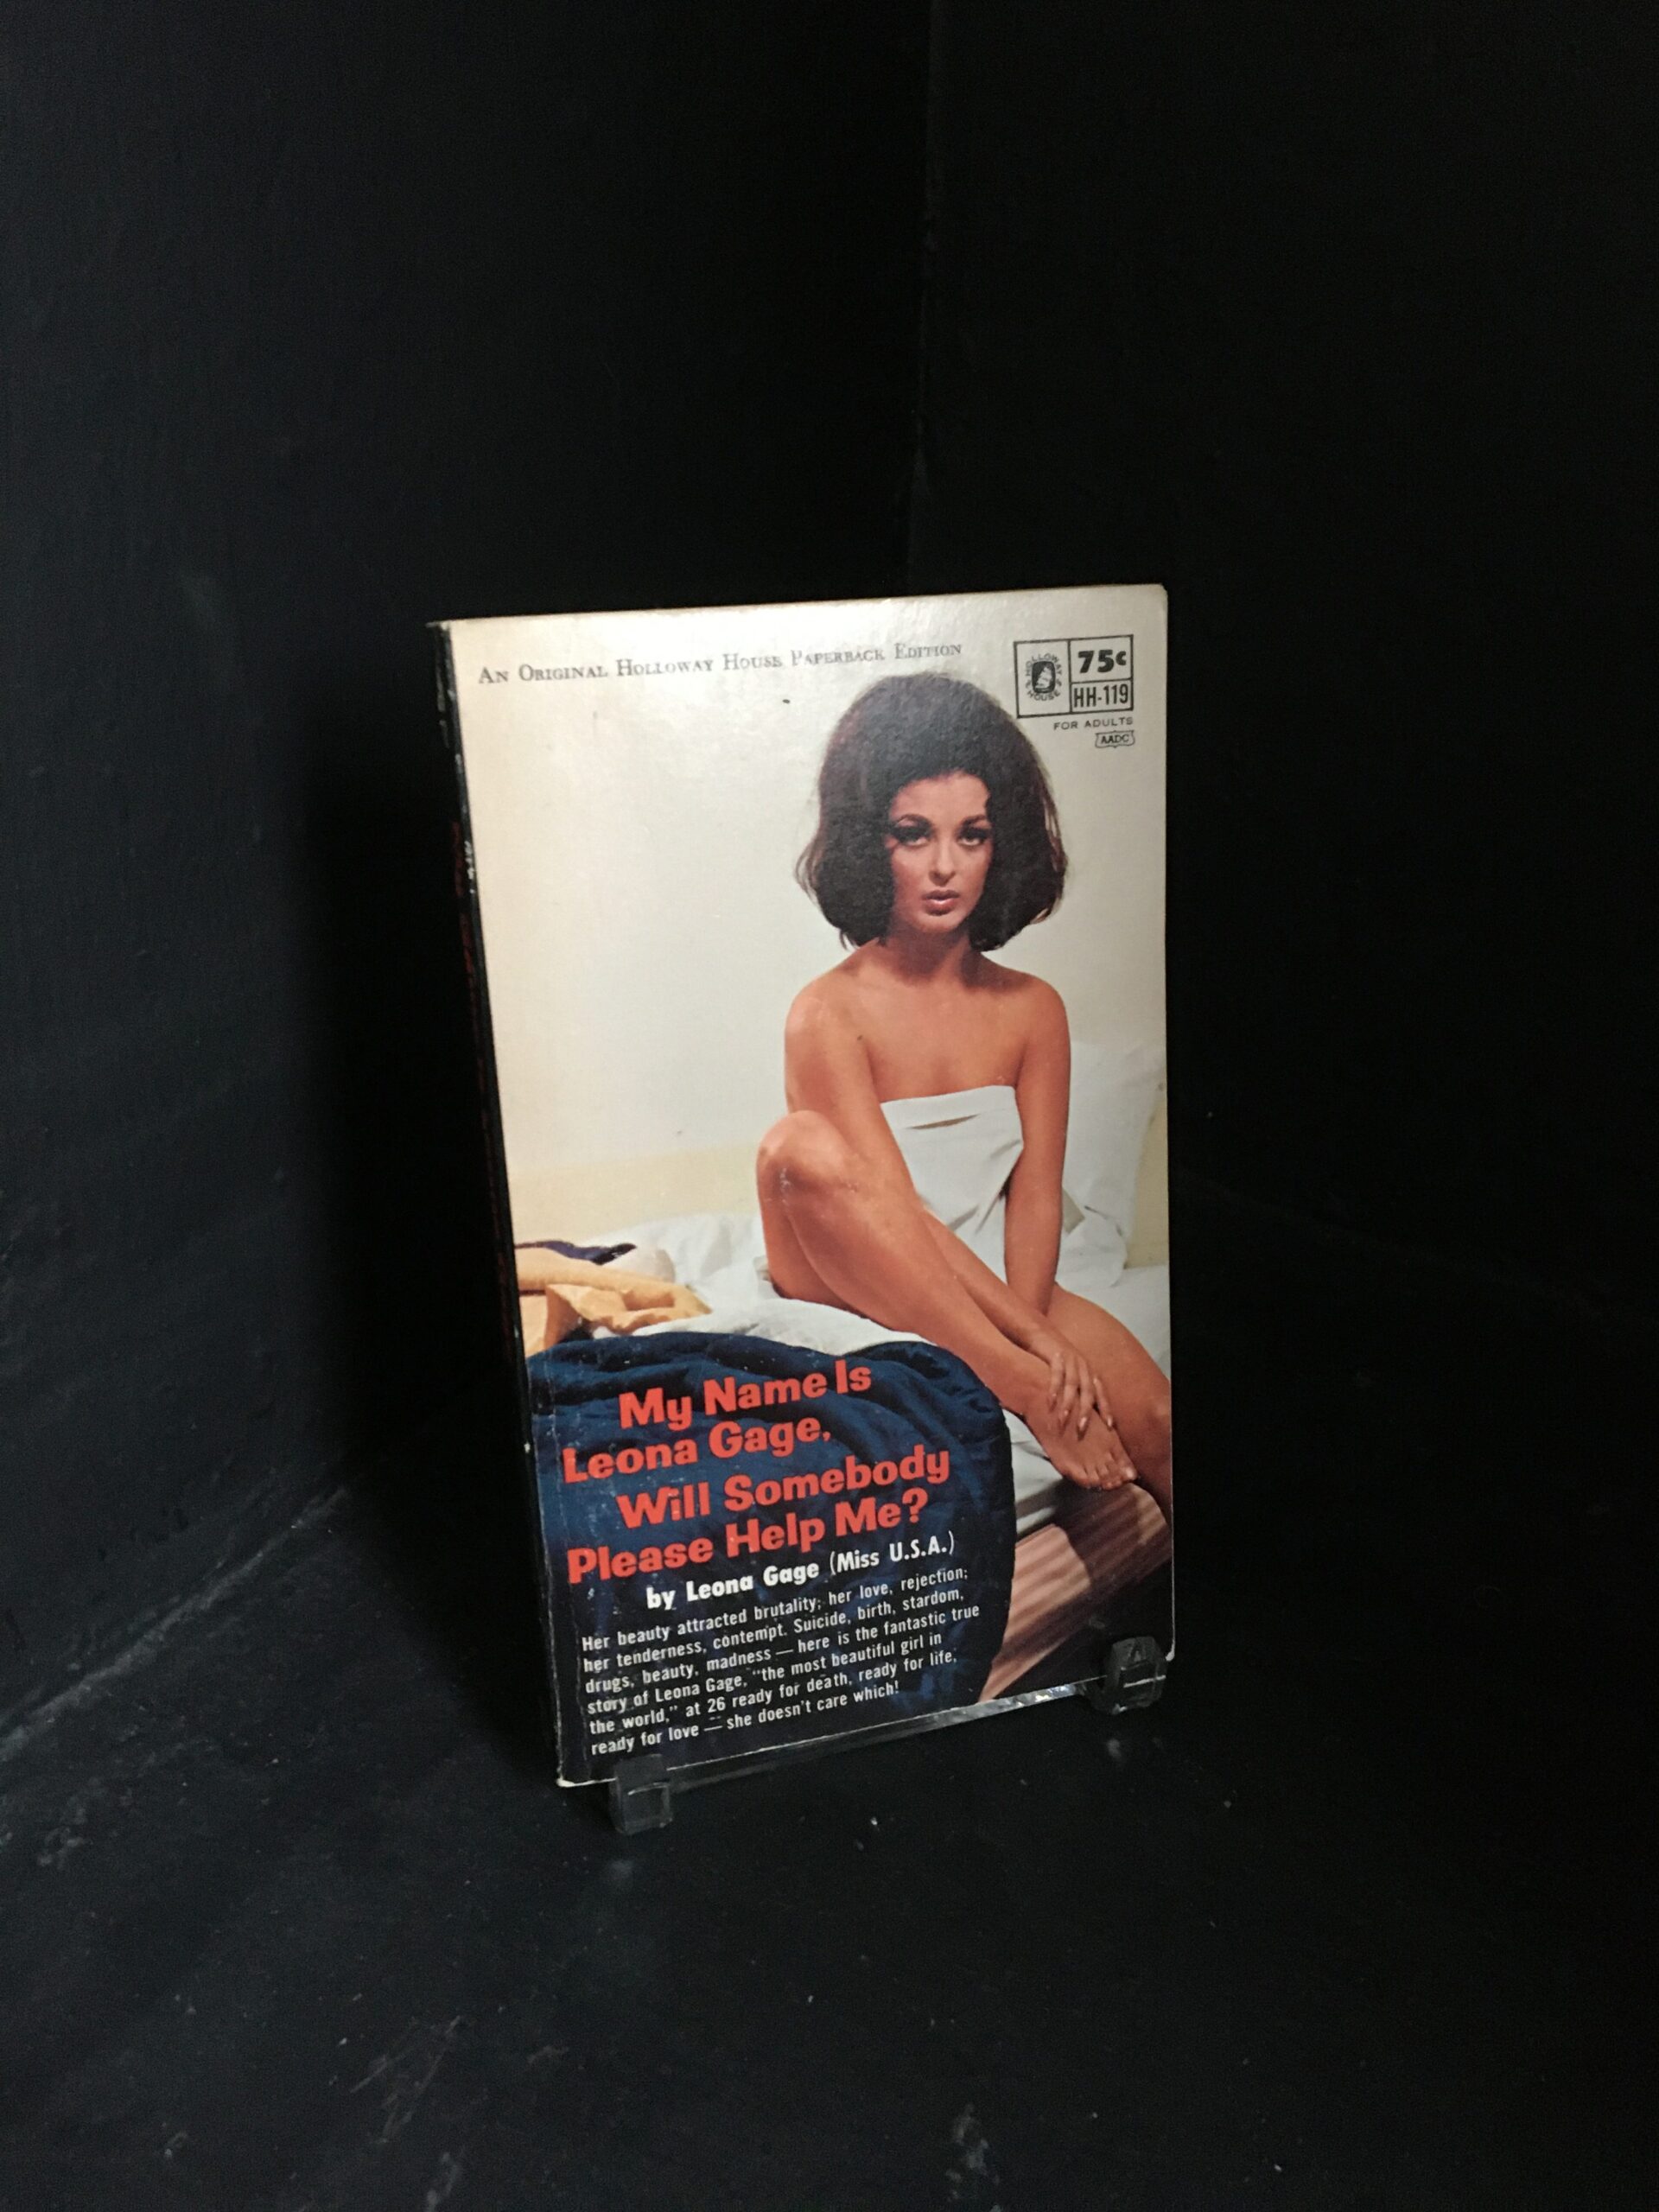 AN ORIGINAL HOLLOWAY HOUSE PAPERBACK EDITION
HOLLOWAY
HOUSE
75¢
HH-119
FOR ADULTS
AADC
My Name Is
Leona Gage,
Will Somebody
Please Help Me?
by Leona Gage (Miss U.S.A.)
Her beauty attracted brutality; her love, rejection;
her tenderness, contempt. Suicide, birth, stardom,
drugs, beauty, madness — here is the fantastic true
story of Leona Gage, "the most beautiful girl in
the world," at 26 ready for death, ready for life,
ready for love — she doesn't care which!